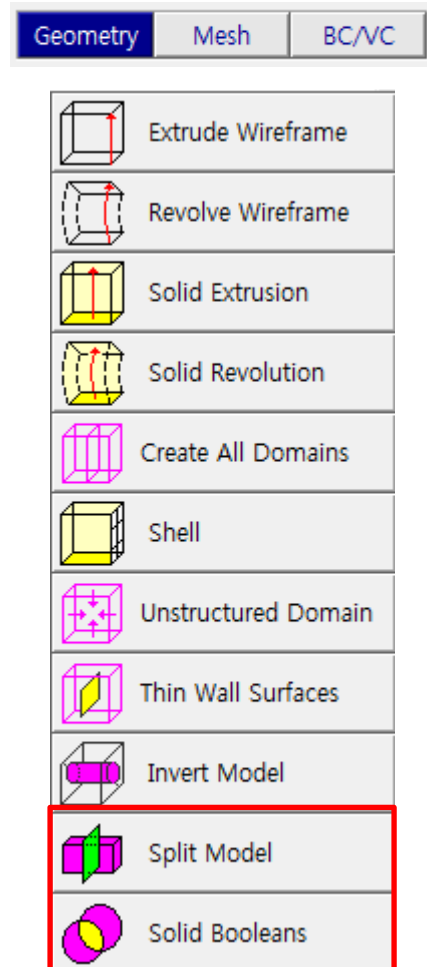 Geometry Mesh BC/VC
Extrude Wireframe
Revolve Wireframe
Solid Extrusion
Solid Revolution
Create All Domains
Shell
Unstructured Domain
Thin Wall Surfaces
Invert Model
Split Model
Solid Booleans